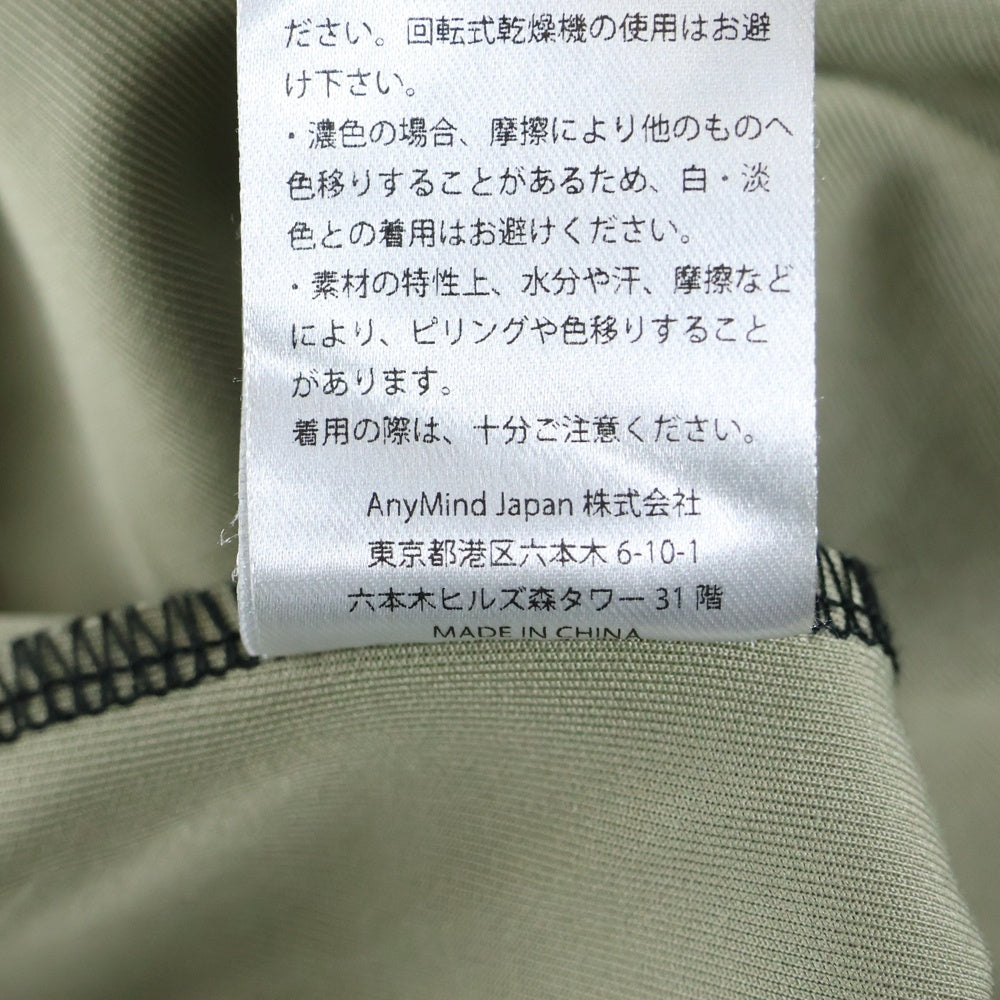 ださい。回転式乾燥機の使用はお避
け下さい。
・濃色の場合、摩擦により他のものへ
色移りすることがあるため、白・淡
色との着用はお避けください。
・素材の特性上、水分や汗、摩擦など
により、ピリングや色移りすること
があります。
着用の際は、十分ご注意ください。
AnyMind Japan 株式会社
東京都港区六本木 6-10-1
六本木ヒルズ森タワー 31 階
MADE IN CHINA